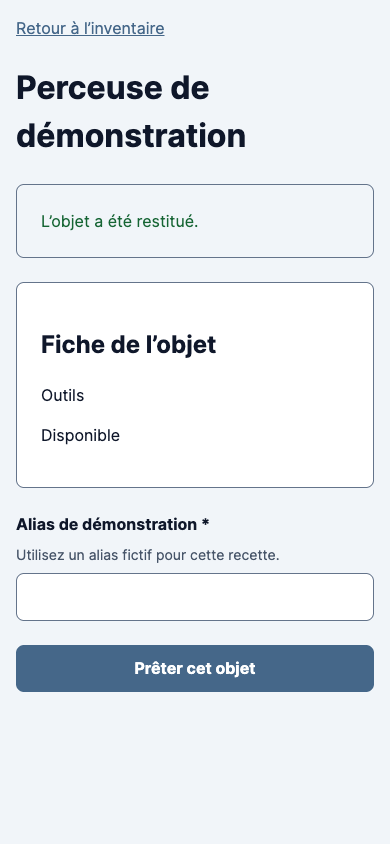 Retour à l’inventaire
Perceuse de
démonstration
L’objet a été restitué.
Fiche de l’objet
Outils
Disponible
Alias de démonstration *
Utilisez un alias fictif pour cette recette.
Prêter cet objet